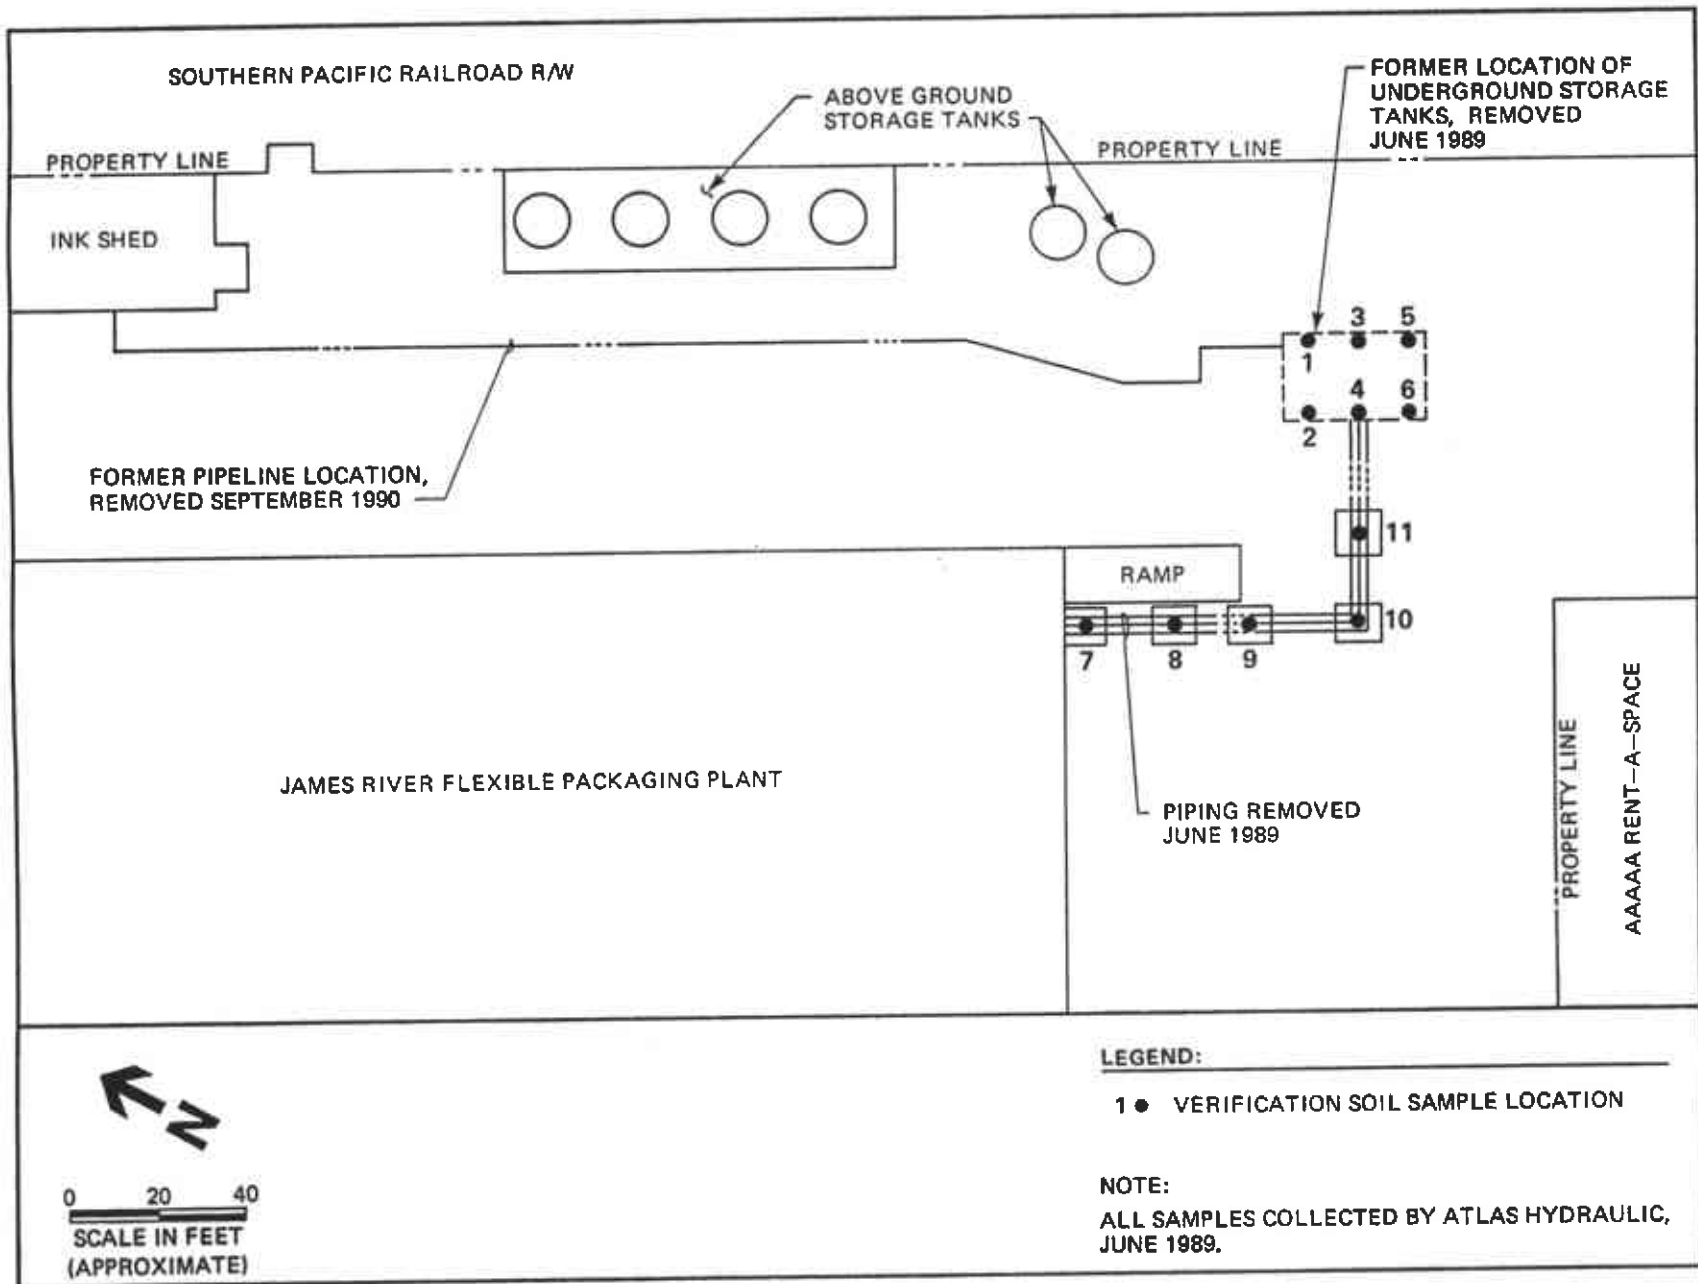 SOUTHERN PACIFIC RAILROAD R/W
ABOVE GROUND
STORAGE TANKS
FORMER LOCATION OF
UNDERGROUND STORAGE
TANKS, REMOVED
JUNE 1989
PROPERTY LINE
PROPERTY LINE
INK SHED
3 5
1
4 6
2
FORMER PIPELINE LOCATION,
REMOVED SEPTEMBER 1990
11
RAMP
10
7 8 9
JAMES RIVER FLEXIBLE PACKAGING PLANT
PIPING REMOVED
JUNE 1989
PROPERTY LINE
AAAAA RENT–A–SPACE
N
0 20 40
SCALE IN FEET
(APPROXIMATE)
LEGEND:
1 ● VERIFICATION SOIL SAMPLE LOCATION
NOTE:
ALL SAMPLES COLLECTED BY ATLAS HYDRAULIC,
JUNE 1989.